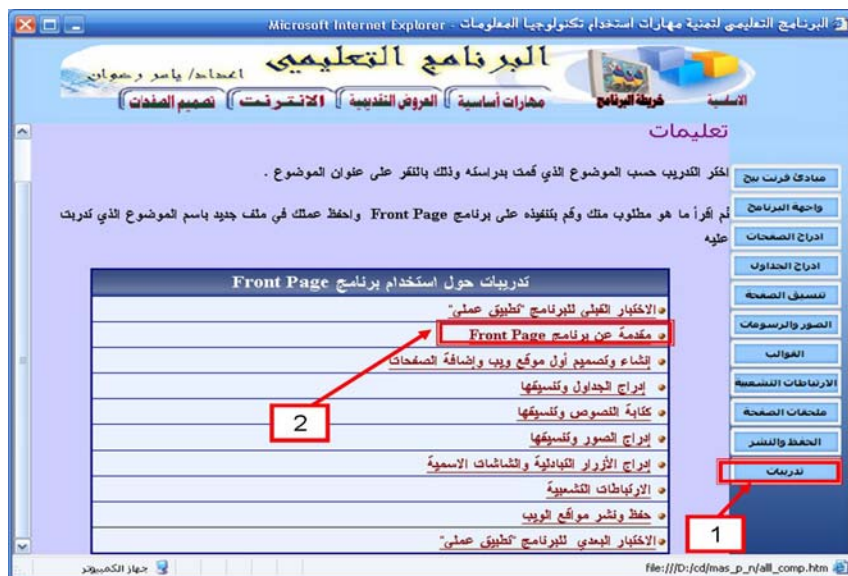 البرنامج التعليمي لتنمية مهارات استخدام تكنولوجيا المعلومات - Microsoft Internet Explorer
البرنامج التعليمى
اعداد/ ياسر رضوان
الاساسية
خريطة البرنامج
مهارات أساسية
العروض التقديمية
الانترنت
تصميم الصفحات
تعليمات
اختر التدريب حسب الموضوع الذي قمت بدراسته وذلك بالنقر على عنوان الموضوع .
ثم اقرأ ما هو مطلوب منك وقم بتنفيذه على برنامج Front Page واحفظ عملك في ملف جديد باسم الموضوع الذي تدربت
عليه
مبادئ فرنت بيج
واجهة البرنامج
ادراج الصفحات
ادراج الجداول
تنسيق الصفحة
الصور والرسومات
القوالب
الارتباطات التشعبية
ملحقات الصفحة
الحفظ والنشر
تدريبات
تدريبات حول استخدام برنامج Front Page
الاختبار القبلى للبرنامج "تطبيق عملى"
مقدمة عن برنامج Front Page
إنشاء وتصميم أول موقع ويب وإضافة الصفحات
إدراج الجداول وتنسيقها
كتابة النصوص وتنسيقها
إدراج الصور وتنسيقها
إدراج الأزرار التبادلية والشاشات الاسمية
الارتباطات التشعبية
حفظ ونشر مواقع الويب
الاختبار البعدي للبرنامج "تطبيق عملى"
2
1
file:///D:/cd/mas_p_n/alll_comp.htm
جهاز الكمبيوتر